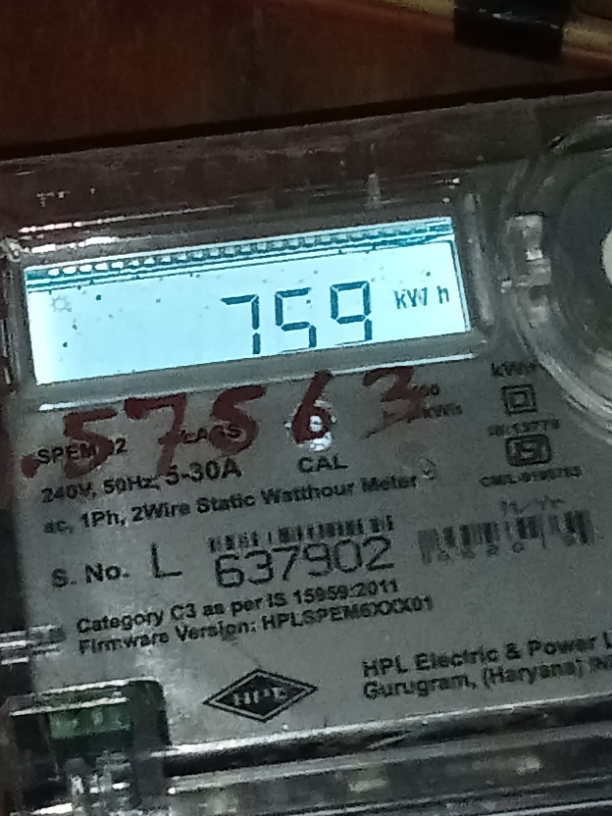 759 kWh
57563
CAL
240V, 50Hz, 5-30A
ac, 1Ph, 2Wire Static Watthour Meter
S. No. L 637902
Category C3 as per IS 15959:2011
Firmware Version: HPLSPEM6XXX01
HPL
HPL Electric & Power
Gurugram, (Haryana)